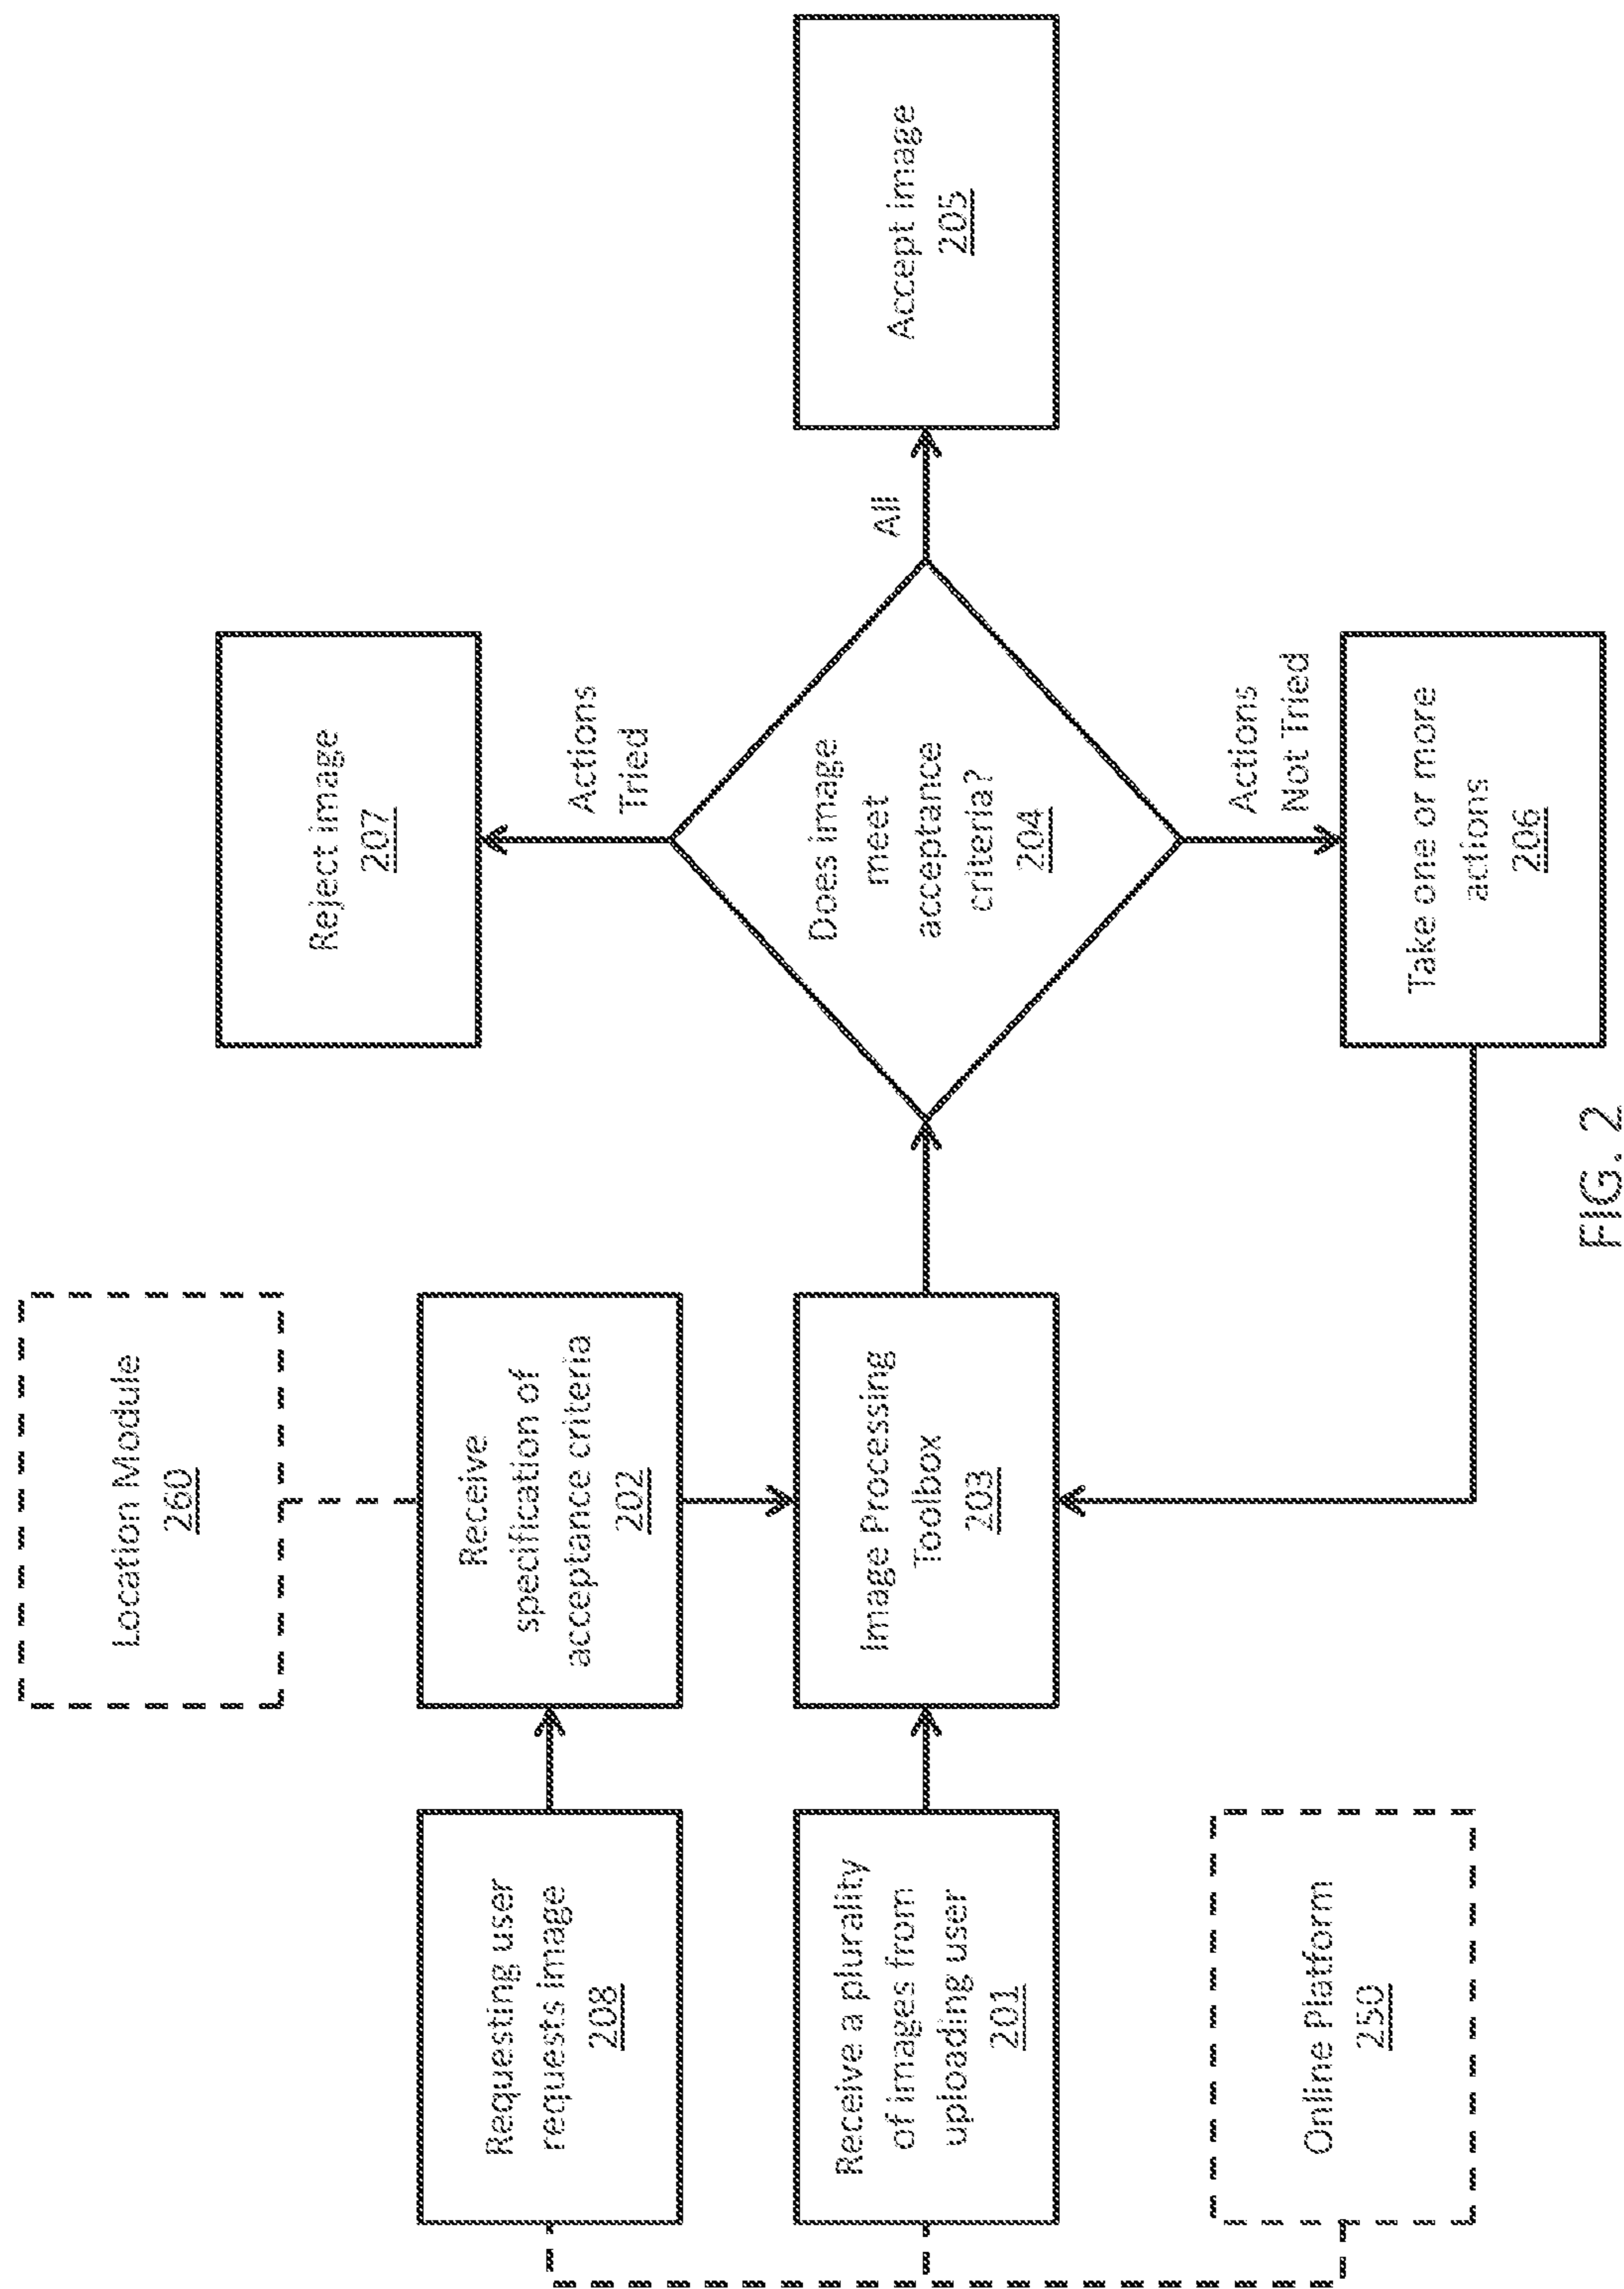 Location Module
260
Requesting user
requests image
208
Receive
specification of
acceptance criteria
202
Reject image
207
Actions
Tried
Receive a plurality
of images from
uploading user
201
Image Processing
Toolbox
203
Does image
meet
acceptance
criteria?
204
All
Accept image
205
Actions
Not Tried
Online Platform
250
Take one or more
actions
206
FIG. 2